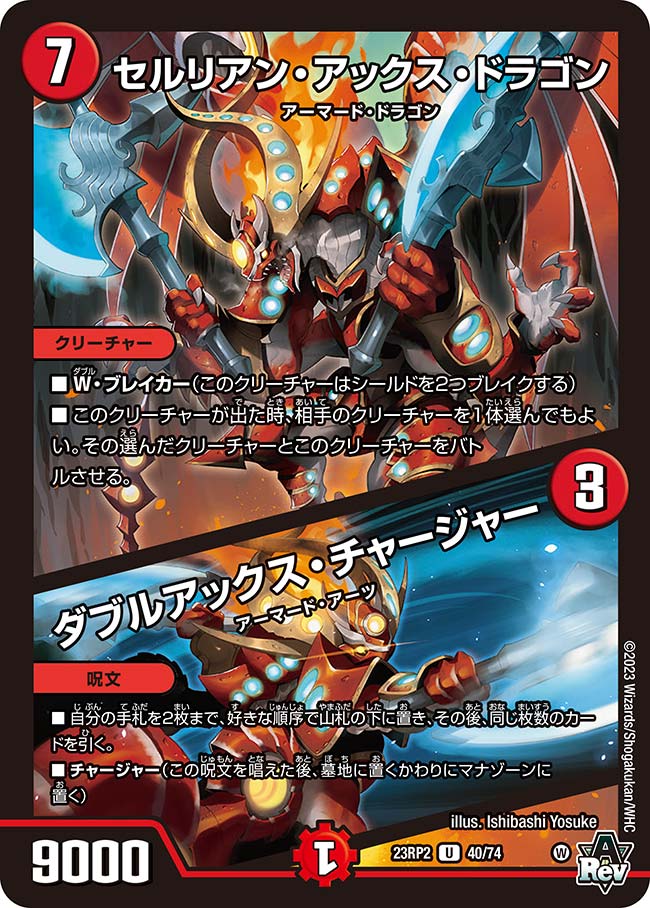 7
セルリアン・アックス・ドラゴン
アーマード・ドラゴン
クリーチャー
■W・ブレイカー(このクリーチャーはシールドを2つブレイクする)
■このクリーチャーが出た時、相手のクリーチャーを1体選んでもよ
い。その選んだクリーチャーとこのクリーチャーをバト
ルさせる。
3
ダブルアックス・チャージャー
アーマード・アーツ
呪文
■自分の手札を2枚まで、好きな順序で山札の下に置き、その後、同じ枚数のカー
ドを引く。
■チャージャー(この呪文を唱えた後、墓地に置くかわりにマナゾーンに
置く)
©2023 Wizards/Shogakukan/WHC
illus. Ishibashi Yosuke
9000
1
23RP2 U 40/74
W
A Rev